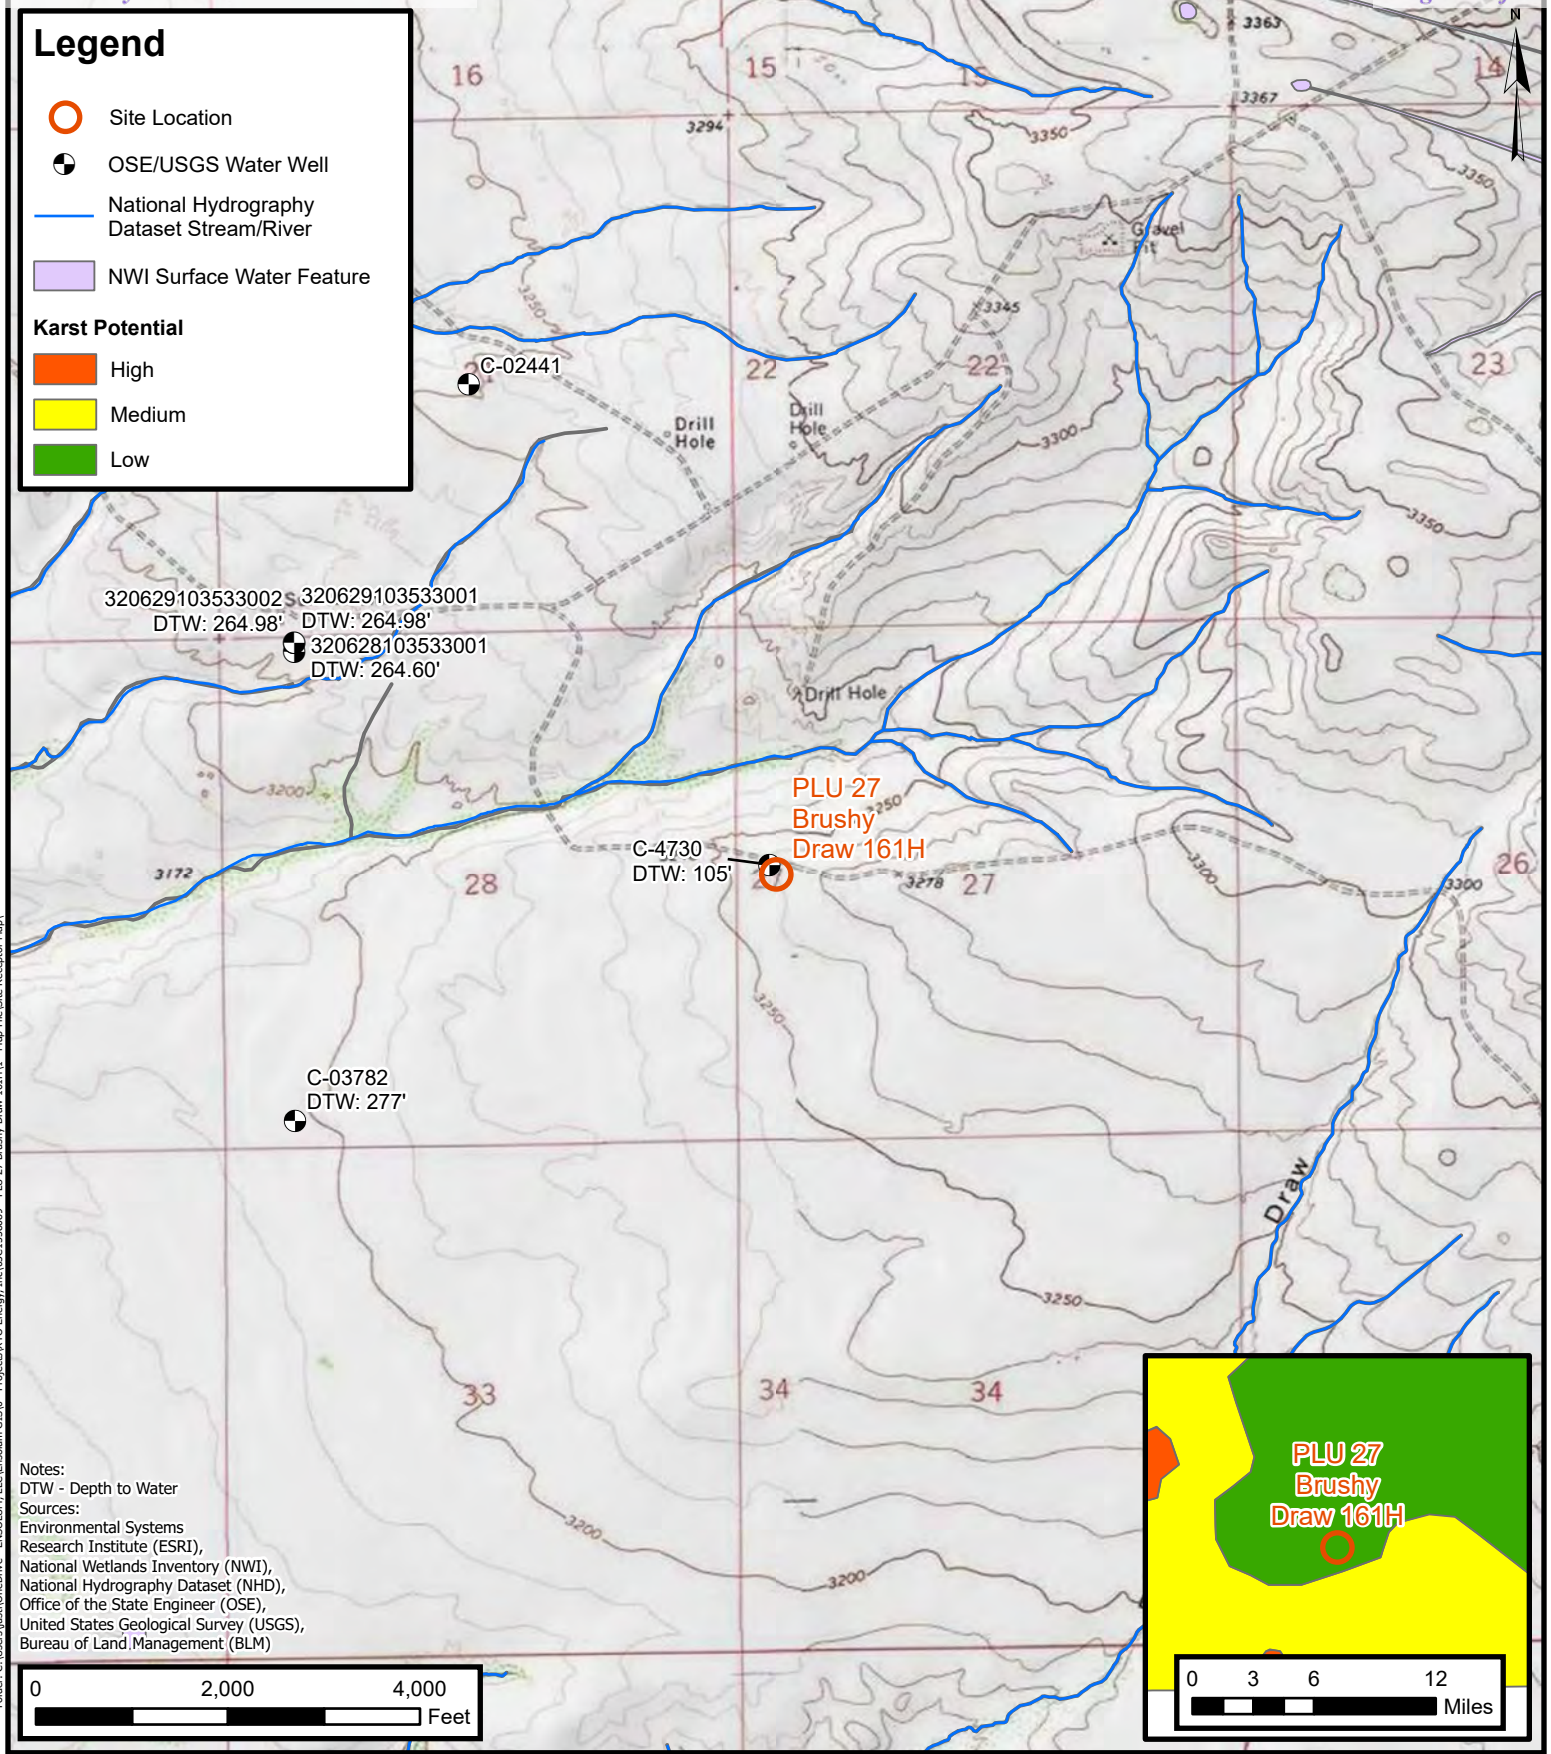 Legend
Site Location
OSE/USGS Water Well
National Hydrography
Dataset Stream/River
NWI Surface Water Feature
Karst Potential
High
Medium
Low
N
3363
16
15
15
14
3367
3294
3350
3350
Gravel
Pit
3250
3345
C-02441
22
22
23
Drill
Hole
Drill
Hole
3300
3350
320629103533002
DTW: 264.98'
320629103533001
DTW: 264.98'
320628103533001
DTW: 264.60'
Drill Hole
3200
PLU 27
Brushy
Draw 161H
3250
C-4730
DTW: 105'
3172
28
3278
27
3300
3300
26
3250
C-03782
DTW: 277'
Draw
3250
33
34
34
3200
3200
Notes:
DTW - Depth to Water
Sources:
Environmental Systems
Research Institute (ESRI),
National Wetlands Inventory (NWI),
National Hydrography Dataset (NHD),
Office of the State Engineer (OSE),
United States Geological Survey (USGS),
Bureau of Land Management (BLM)
0 2,000 4,000
Feet
PLU 27
Brushy
Draw 161H
0 3 6 12
Miles